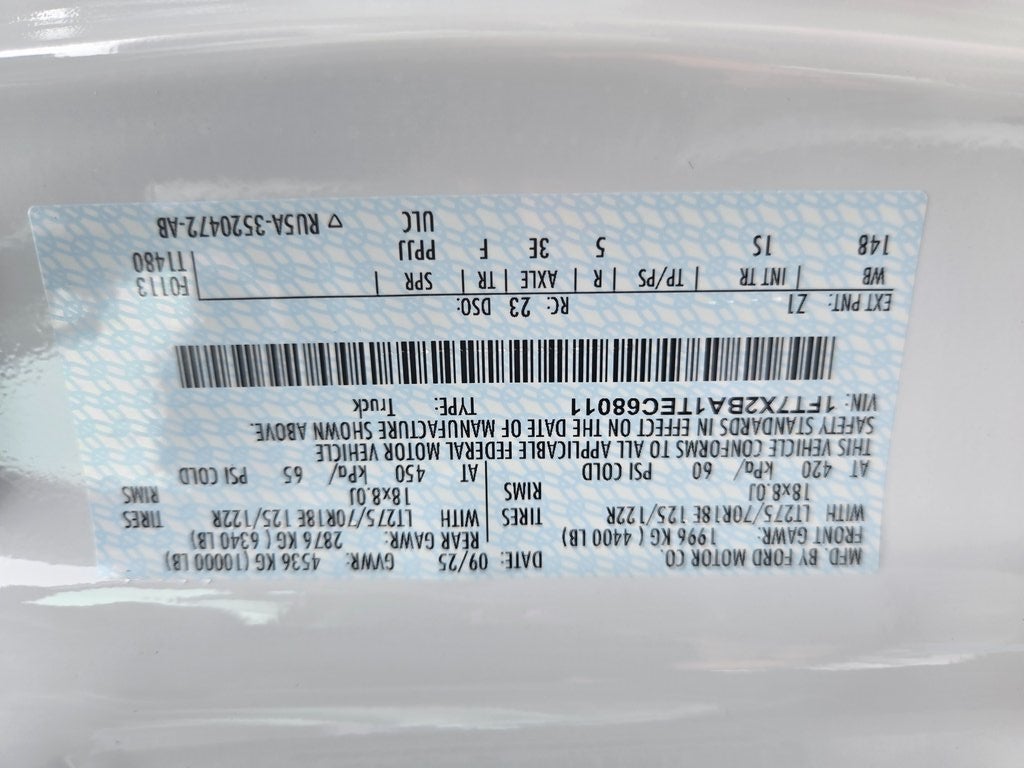 MFD. BY FORD MOTOR CO. DATE: 09/25 GVWR: 4536 KG (10000 LB)
FRONT GAWR: 1996 KG ( 4400 LB) REAR GAWR: 2876 KG ( 6340 LB)
WITH LT275/70R18E 125/122R TIRES WITH LT275/70R18E 125/122R TIRES
18x8.0J RIMS 18x8.0J RIMS
AT 420 kPa/ 60 PSI COLD AT 450 kPa/ 65 PSI COLD
THIS VEHICLE CONFORMS TO ALL APPLICABLE FEDERAL MOTOR VEHICLE
SAFETY STANDARDS IN EFFECT ON THE DATE OF MANUFACTURE SHOWN ABOVE.
VIN: 1FT7X2BA1TEC68011 TYPE: Truck
EXT PNT: Z1 RC: 23 DSO: F0113
WB | INT TR | TP/PS | R | AXLE | TR | SPR | T1480
148 1S 5 3E F PPJJ
ULC ▽ RU5A-3520472-AB